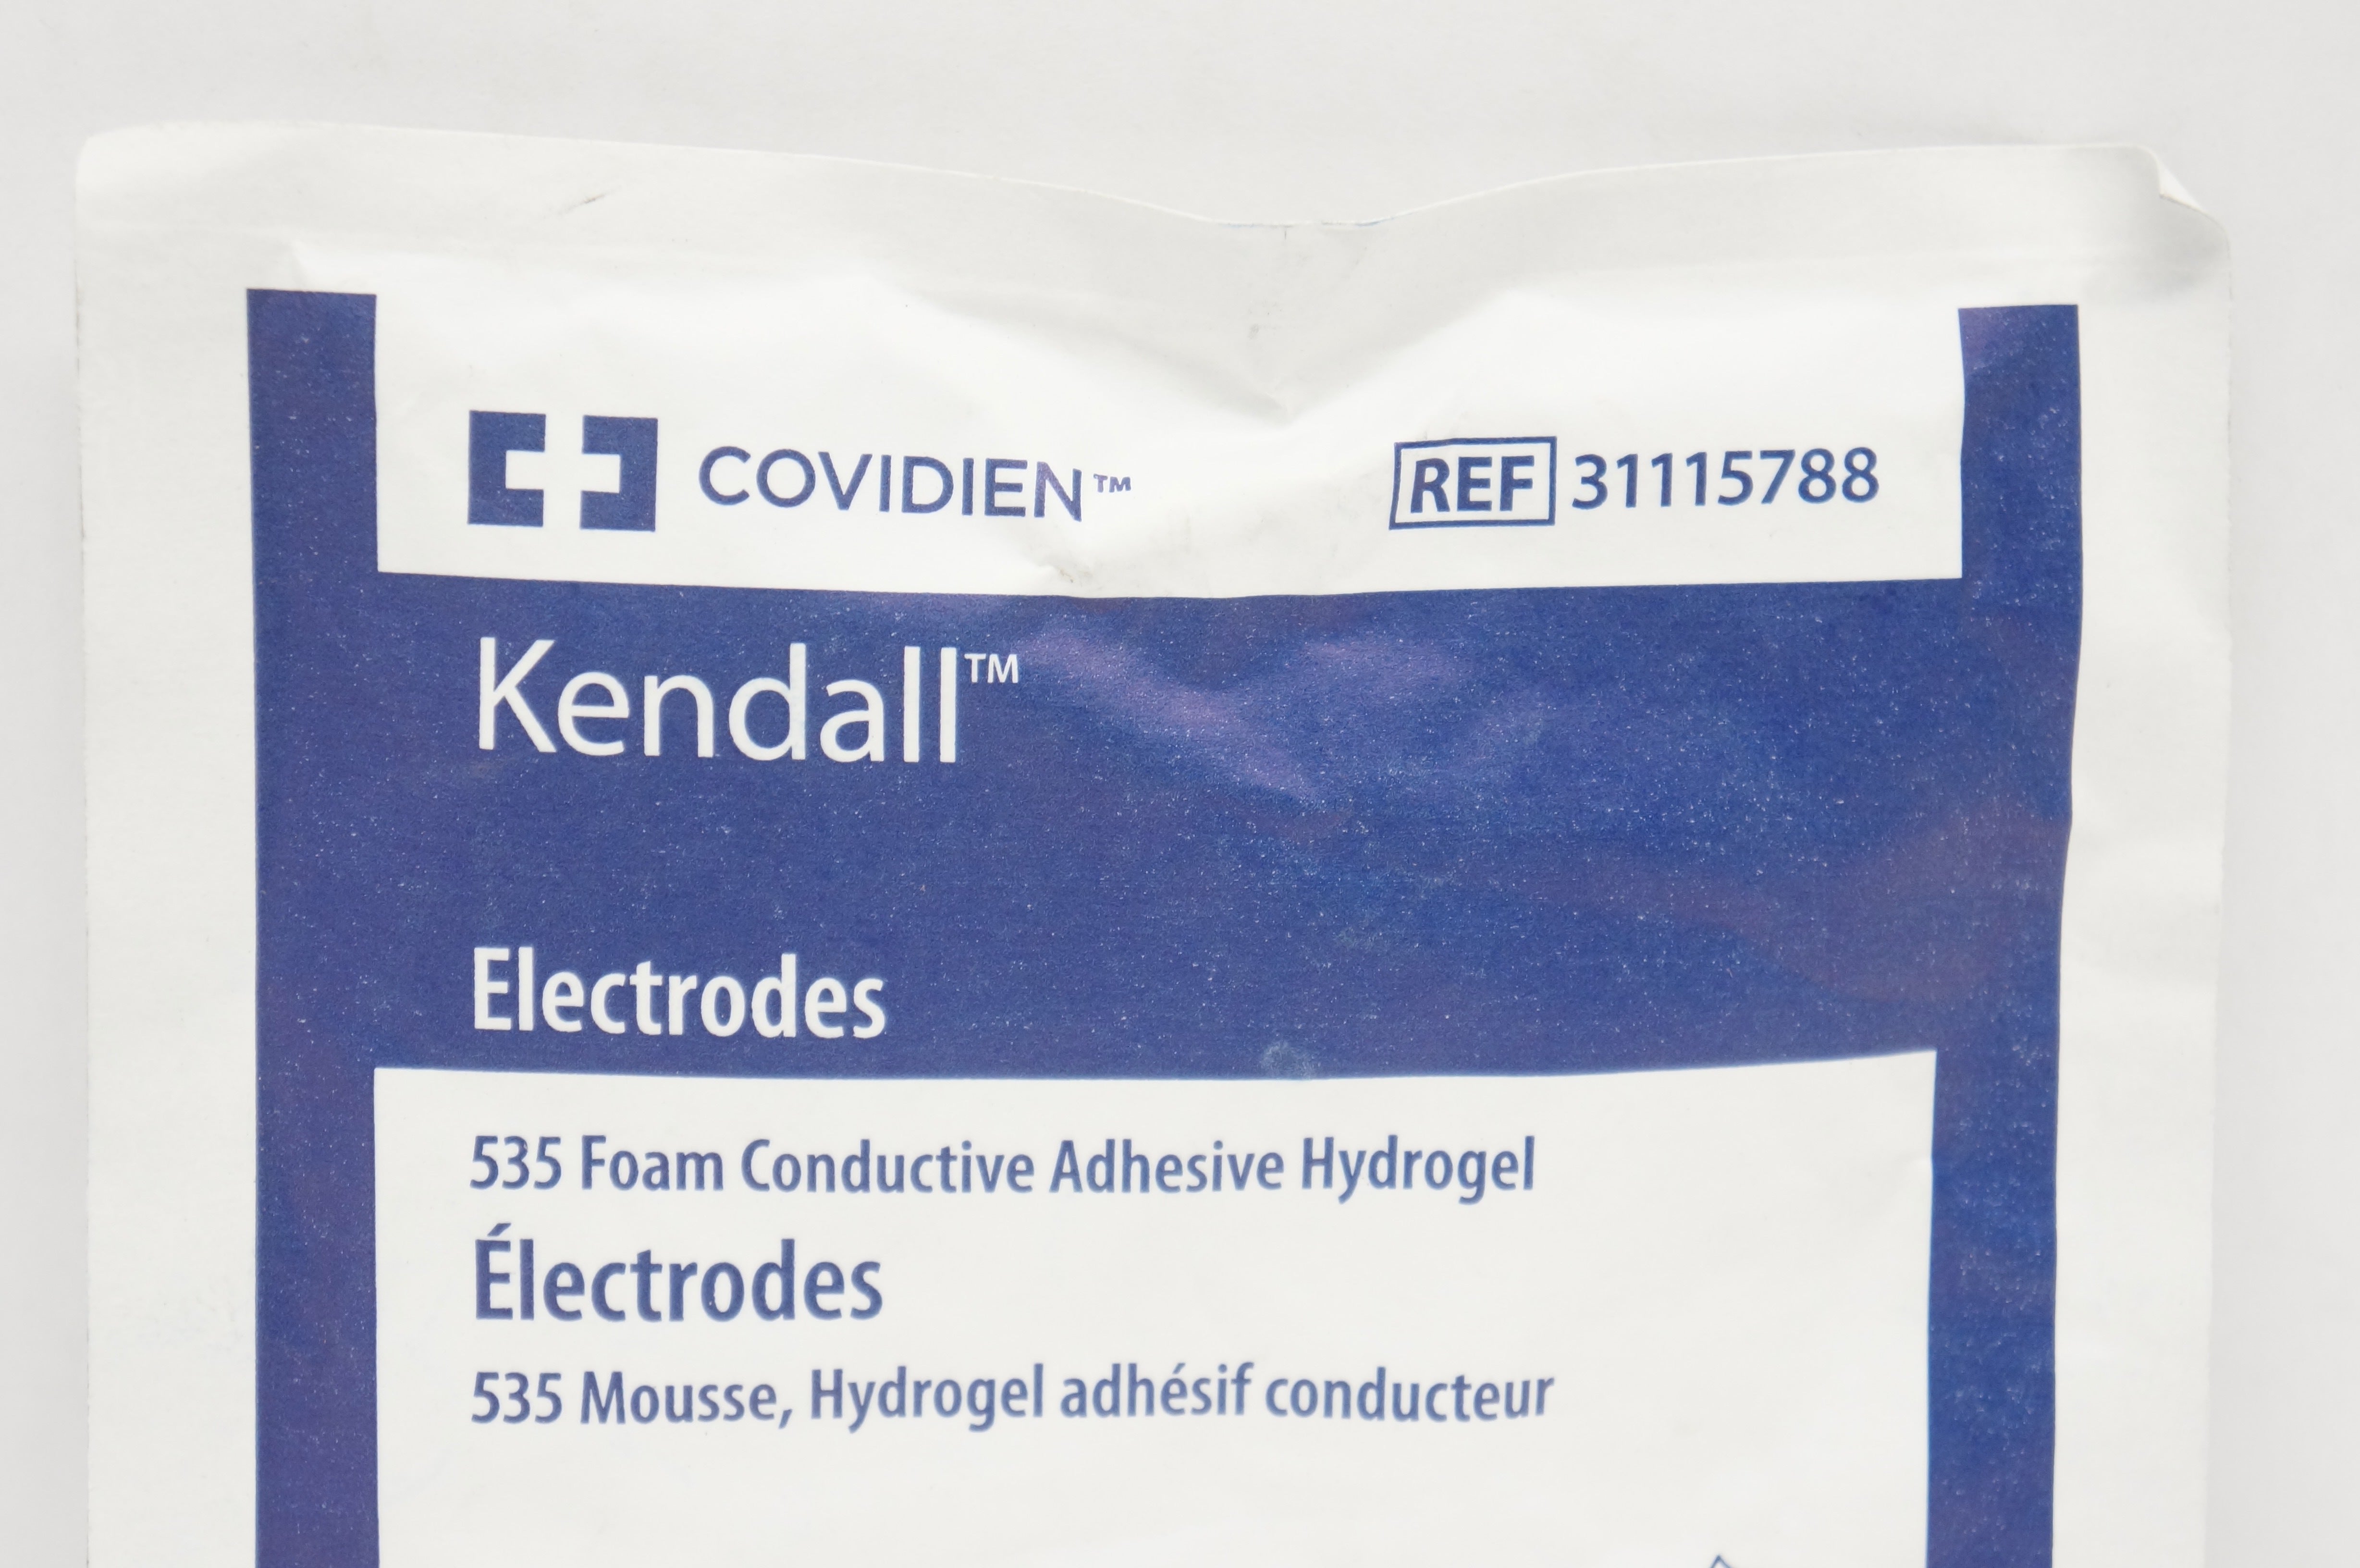 COVIDIEN™ REF 31115788
Kendall™
Electrodes
535 Foam Conductive Adhesive Hydrogel
Électrodes
535 Mousse, Hydrogel adhésif conducteur